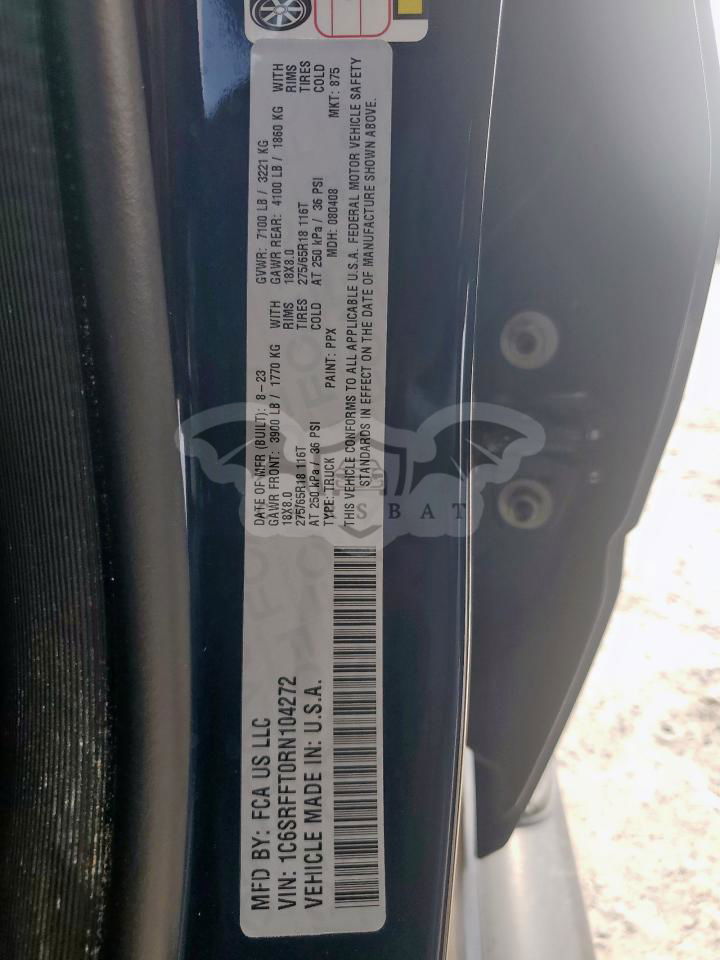 MFD BY: FCA US LLC
VIN: 1C6SRFFT0RN104272
VEHICLE MADE IN: U.S.A.
DATE OF MFR (BUILT): 8-23 GVWR: 7100 LB / 3221 KG
GAWR FRONT: 3900 LB / 1770 KG WITH GAWR REAR: 4100 LB / 1860 KG WITH
18X8.0 RIMS 18X8.0 RIMS
275/65R18 116T TIRES 275/65R18 116T TIRES
AT 250 kPa / 36 PSI COLD AT 250 kPa / 36 PSI COLD
TYPE: TRUCK PAINT: PPX MDH: 080408 MKT: 875
THIS VEHICLE CONFORMS TO ALL APPLICABLE U.S.A. FEDERAL MOTOR VEHICLE SAFETY
STANDARDS IN EFFECT ON THE DATE OF MANUFACTURE SHOWN ABOVE.
SBAT